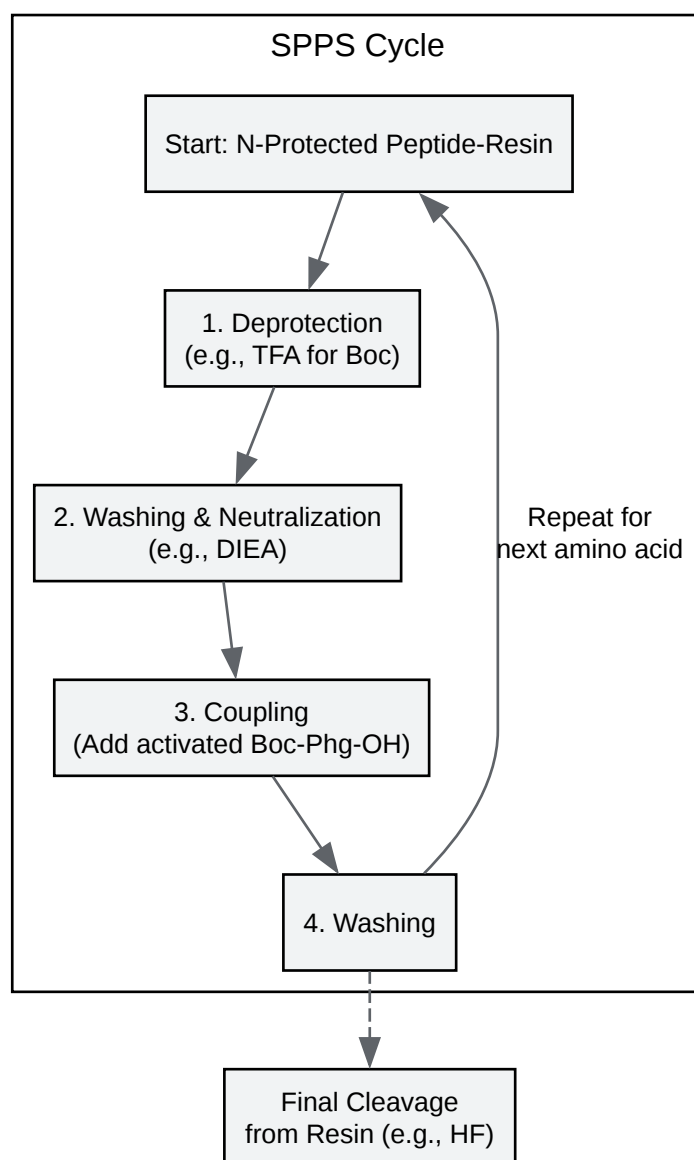 SPPS Cycle
Start: N-Protected Peptide-Resin
1. Deprotection
(e.g., TFA for Boc)
2. Washing & Neutralization
(e.g., DIEA)
Repeat for
next amino acid
3. Coupling
(Add activated Boc-Phg-OH)
4. Washing
Final Cleavage
from Resin (e.g., HF)